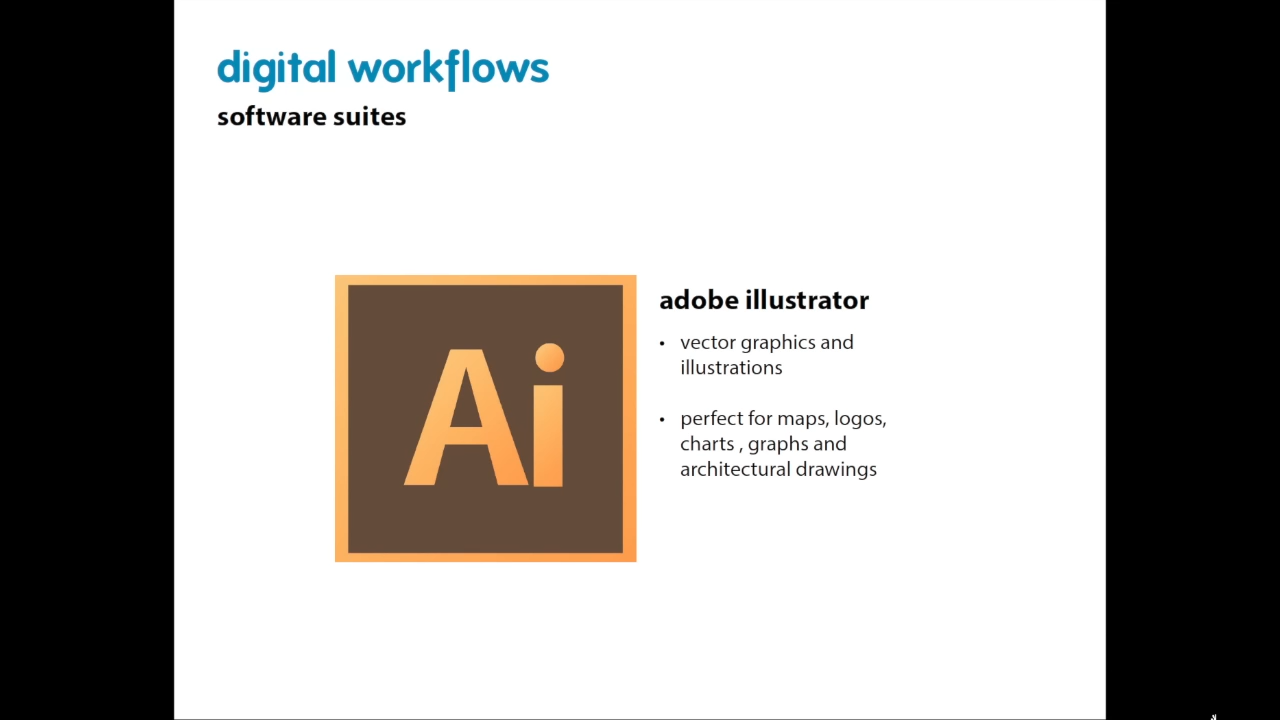 digital workflows
software suites
Ai
adobe illustrator
• vector graphics and
illustrations
• perfect for maps, logos,
charts , graphs and
architectural drawings